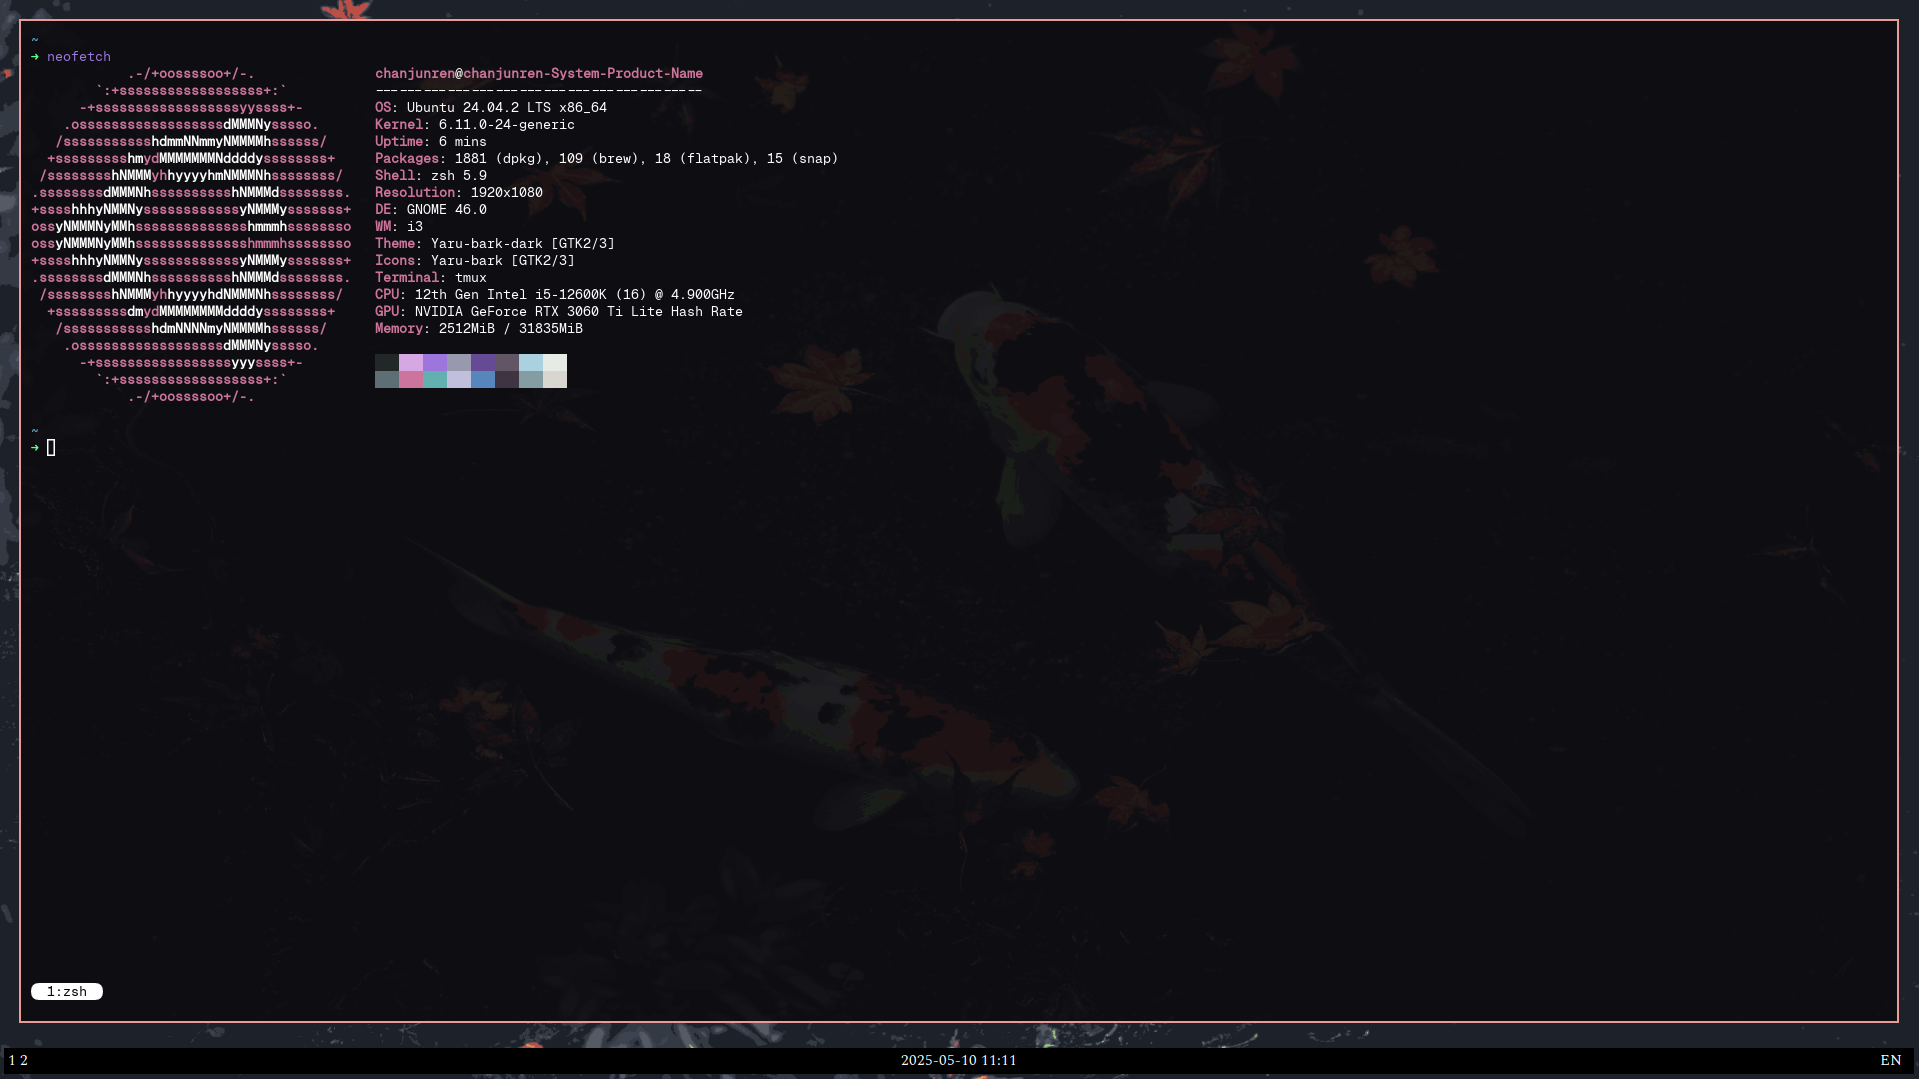 ~
➜ neofetch
.-/+oossssoo+/-.
`:+ssssssssssssssssss+:`
-+ssssssssssssssssssyyssss+-
.ossssssssssssssssssdMMMNysssso.
/ssssssssssshdmmNNmmyNMMMMhssssss/
+ssssssssshmydMMMMMMMNddddyssssssss+
/sssssssshNMMMyhhyyyyhmNMMMNhssssssss/
.ssssssssdMMMNhsssssssssshNMMMdssssssss.
+sssshhhyNMMNyssssssssssssyNMMMysssssss+
ossyNMMMNyMMhsssssssssssssshmmmhssssssso
ossyNMMMNyMMhsssssssssssssshmmmhssssssso
+sssshhhyNMMNyssssssssssssyNMMMysssssss+
.ssssssssdMMMNhsssssssssshNMMMdssssssss.
/sssssssshNMMMyhhyyyyhdNMMMNhssssssss/
+sssssssssdmydMMMMMMMMddddyssssssss+
/ssssssssssshdmNNNNmyNMMMMhssssss/
.ossssssssssssssssssdMMMNysssso.
-+sssssssssssssssssyyyssss+-
`:+ssssssssssssssssss+:`
.-/+oossssoo+/-.
chanjunren@chanjunren-System-Product-Name
-----------------------------------------
OS: Ubuntu 24.04.2 LTS x86_64
Kernel: 6.11.0-24-generic
Uptime: 6 mins
Packages: 1881 (dpkg), 109 (brew), 18 (flatpak), 15 (snap)
Shell: zsh 5.9
Resolution: 1920x1080
DE: GNOME 46.0
WM: i3
Theme: Yaru-bark-dark [GTK2/3]
Icons: Yaru-bark [GTK2/3]
Terminal: tmux
CPU: 12th Gen Intel i5-12600K (16) @ 4.900GHz
GPU: NVIDIA GeForce RTX 3060 Ti Lite Hash Rate
Memory: 2512MiB / 31835MiB
~
➜
1:zsh
1 2
2025-05-10 11:11
EN